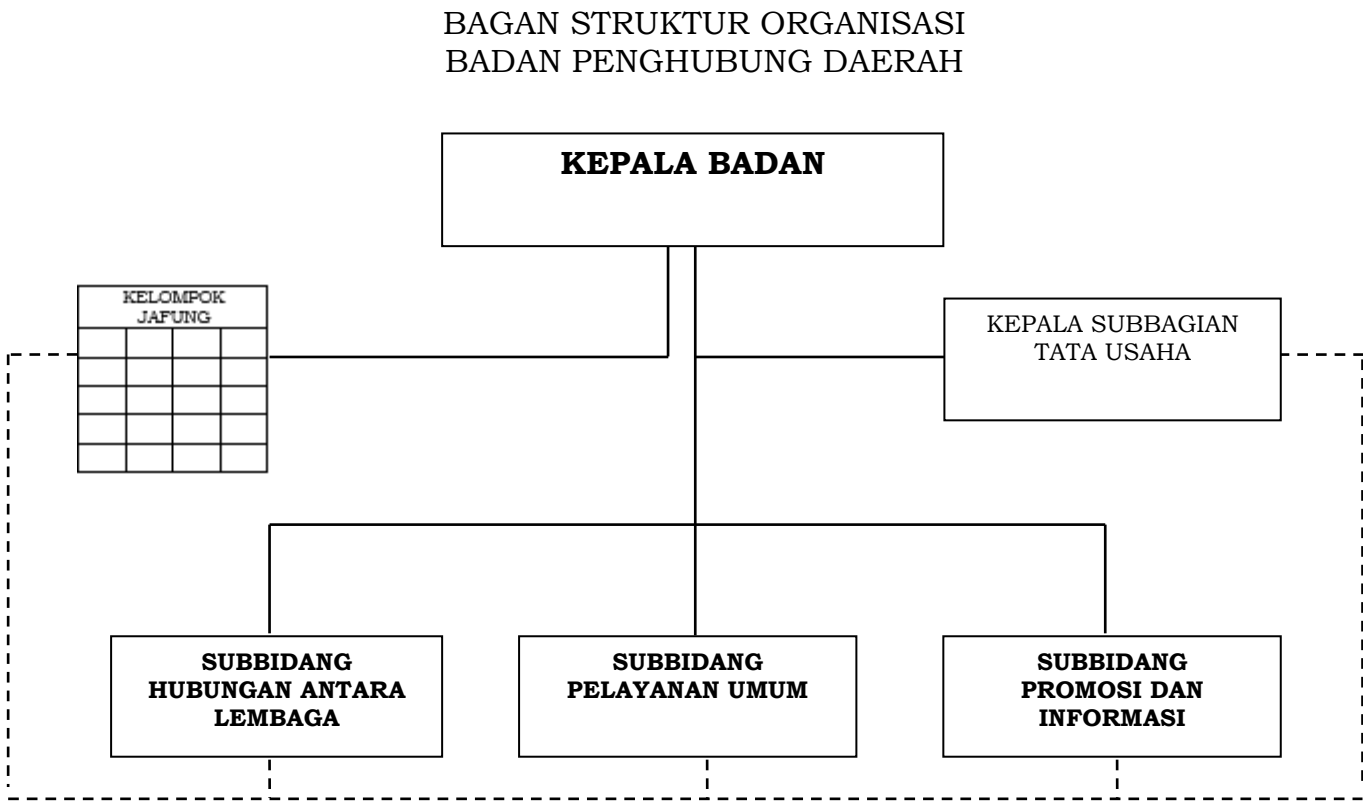 BAGAN STRUKTUR ORGANISASI
BADAN PENGHUBUNG DAERAH
KEPALA BADAN
KELOMPOK
JAFUNG
KEPALA SUBBAGIAN
TATA USAHA
SUBBIDANG
HUBUNGAN ANTARA
LEMBAGA
SUBBIDANG
PELAYANAN UMUM
SUBBIDANG
PROMOSI DAN
INFORMASI